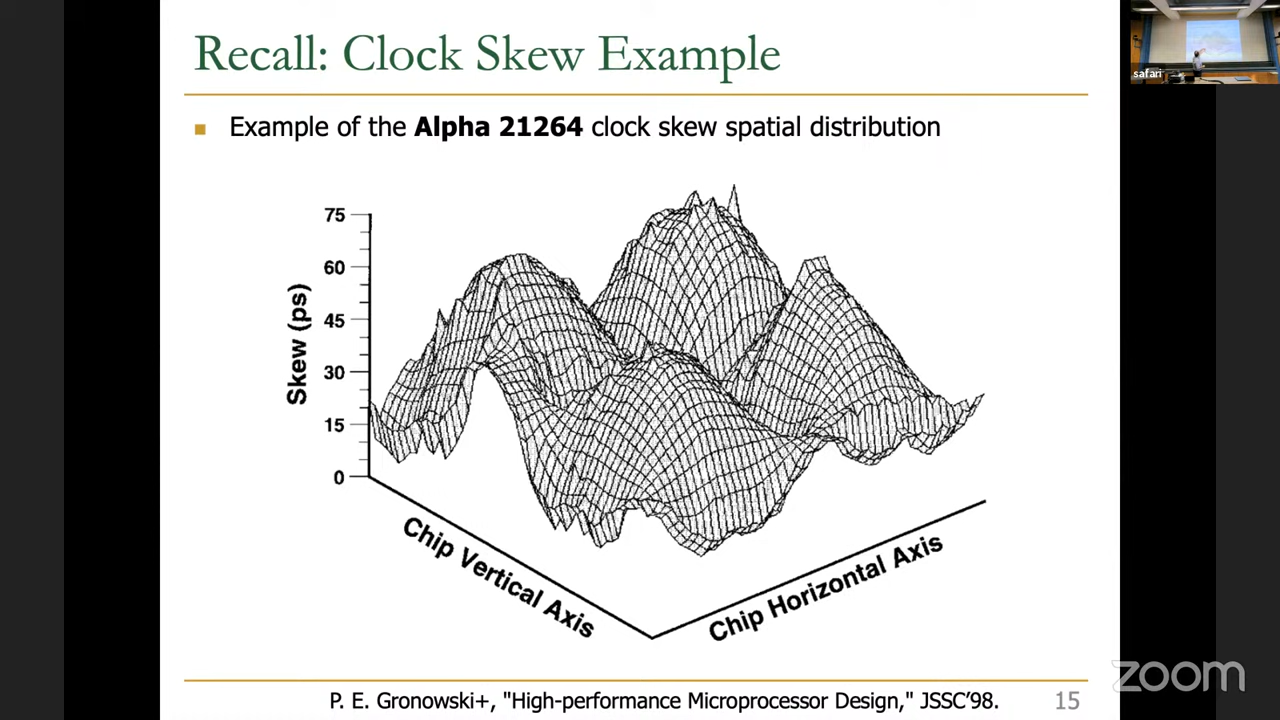 Recall: Clock Skew Example
safari
Example of the Alpha 21264 clock skew spatial distribution
75
60
45
30
15
0
Skew (ps)
Chip Vertical Axis
Chip Horizontal Axis
P. E. Gronowski+, "High-performance Microprocessor Design," JSSC'98.
15
zoom